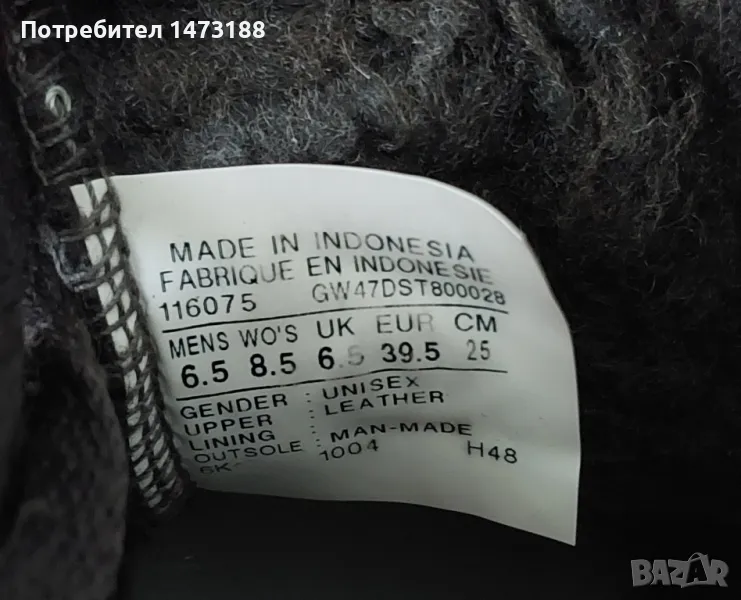 Потребител 1473188
MADE IN INDONESIA
FABRIQUE EN INDONESIE
116075 GW47DST800028
MENS WO'S UK EUR CM
6.5 8.5 6.5 39.5 25
GENDER : UNISEX
UPPER : LEATHER
LINING
OUTSOLE : MAN-MADE
1004 H48
BAZAR